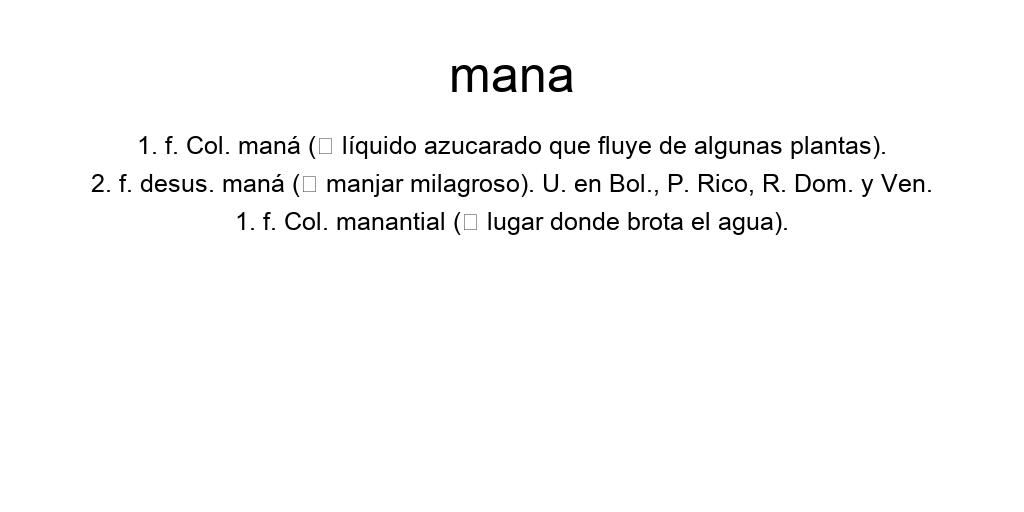 mana
1. f. Col. maná (□ líquido azucarado que fluye de algunas plantas).
2. f. desus. maná (□ manjar milagroso). U. en Bol., P. Rico, R. Dom. y Ven.
1. f. Col. manantial (□ lugar donde brota el agua).